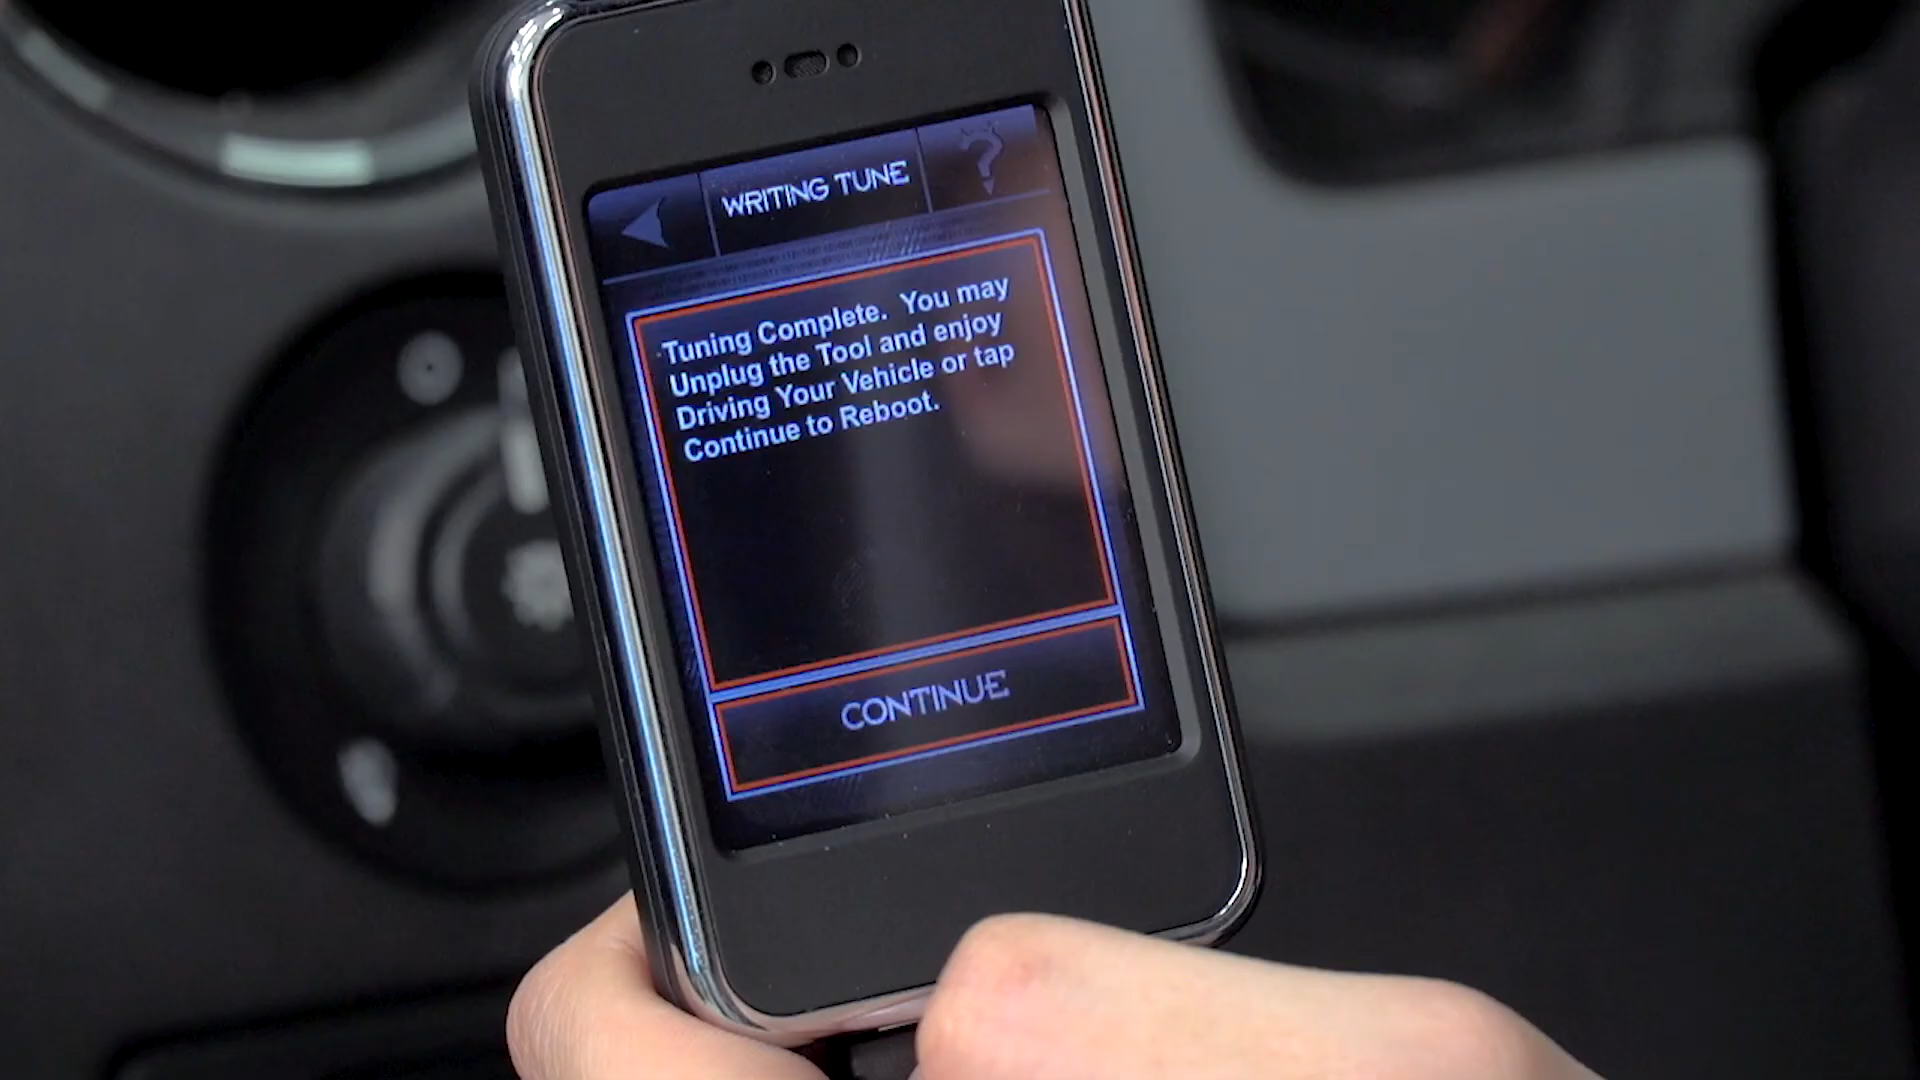 WRITING TUNE
Tuning Complete.  You may
Unplug the Tool and enjoy
Driving Your Vehicle or tap
Continue to Reboot.
CONTINUE